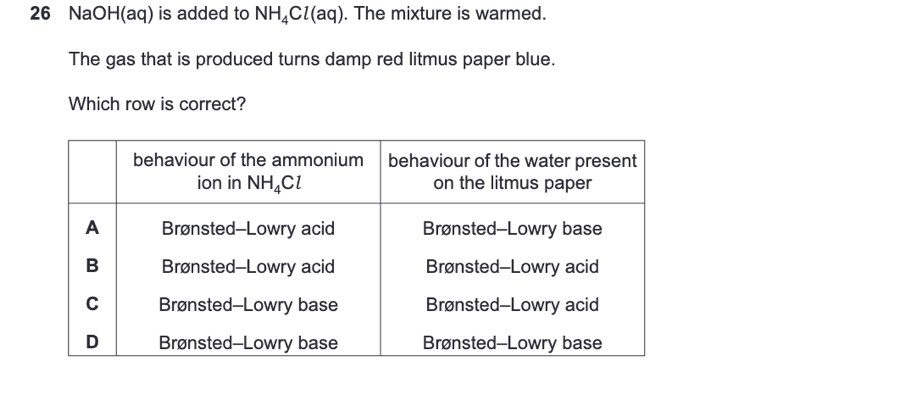 26 NaOH(aq) is added to NH₄Cl(aq). The mixture is warmed.
The gas that is produced turns damp red litmus paper blue.
Which row is correct?
behaviour of the ammonium behaviour of the water present
ion in NH₄Cl on the litmus paper
A Brønsted–Lowry acid Brønsted–Lowry base
B Brønsted–Lowry acid Brønsted–Lowry acid
C Brønsted–Lowry base Brønsted–Lowry acid
D Brønsted–Lowry base Brønsted–Lowry base